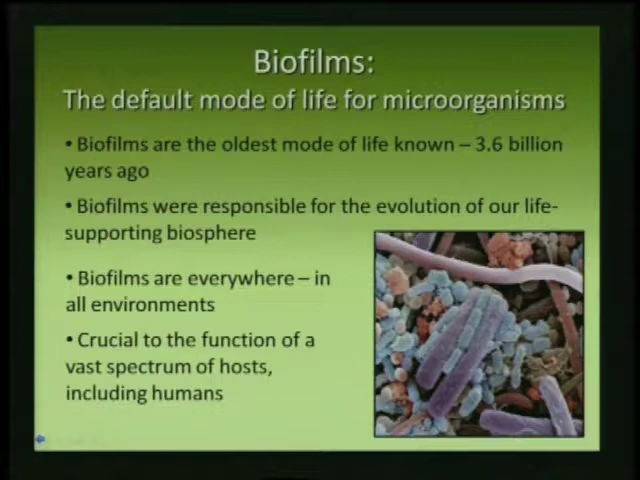 Biofilms:
The default mode of life for microorganisms
• Biofilms are the oldest mode of life known – 3.6 billion
years ago
• Biofilms were responsible for the evolution of our life-
supporting biosphere
• Biofilms are everywhere – in
all environments
• Crucial to the function of a
vast spectrum of hosts,
including humans